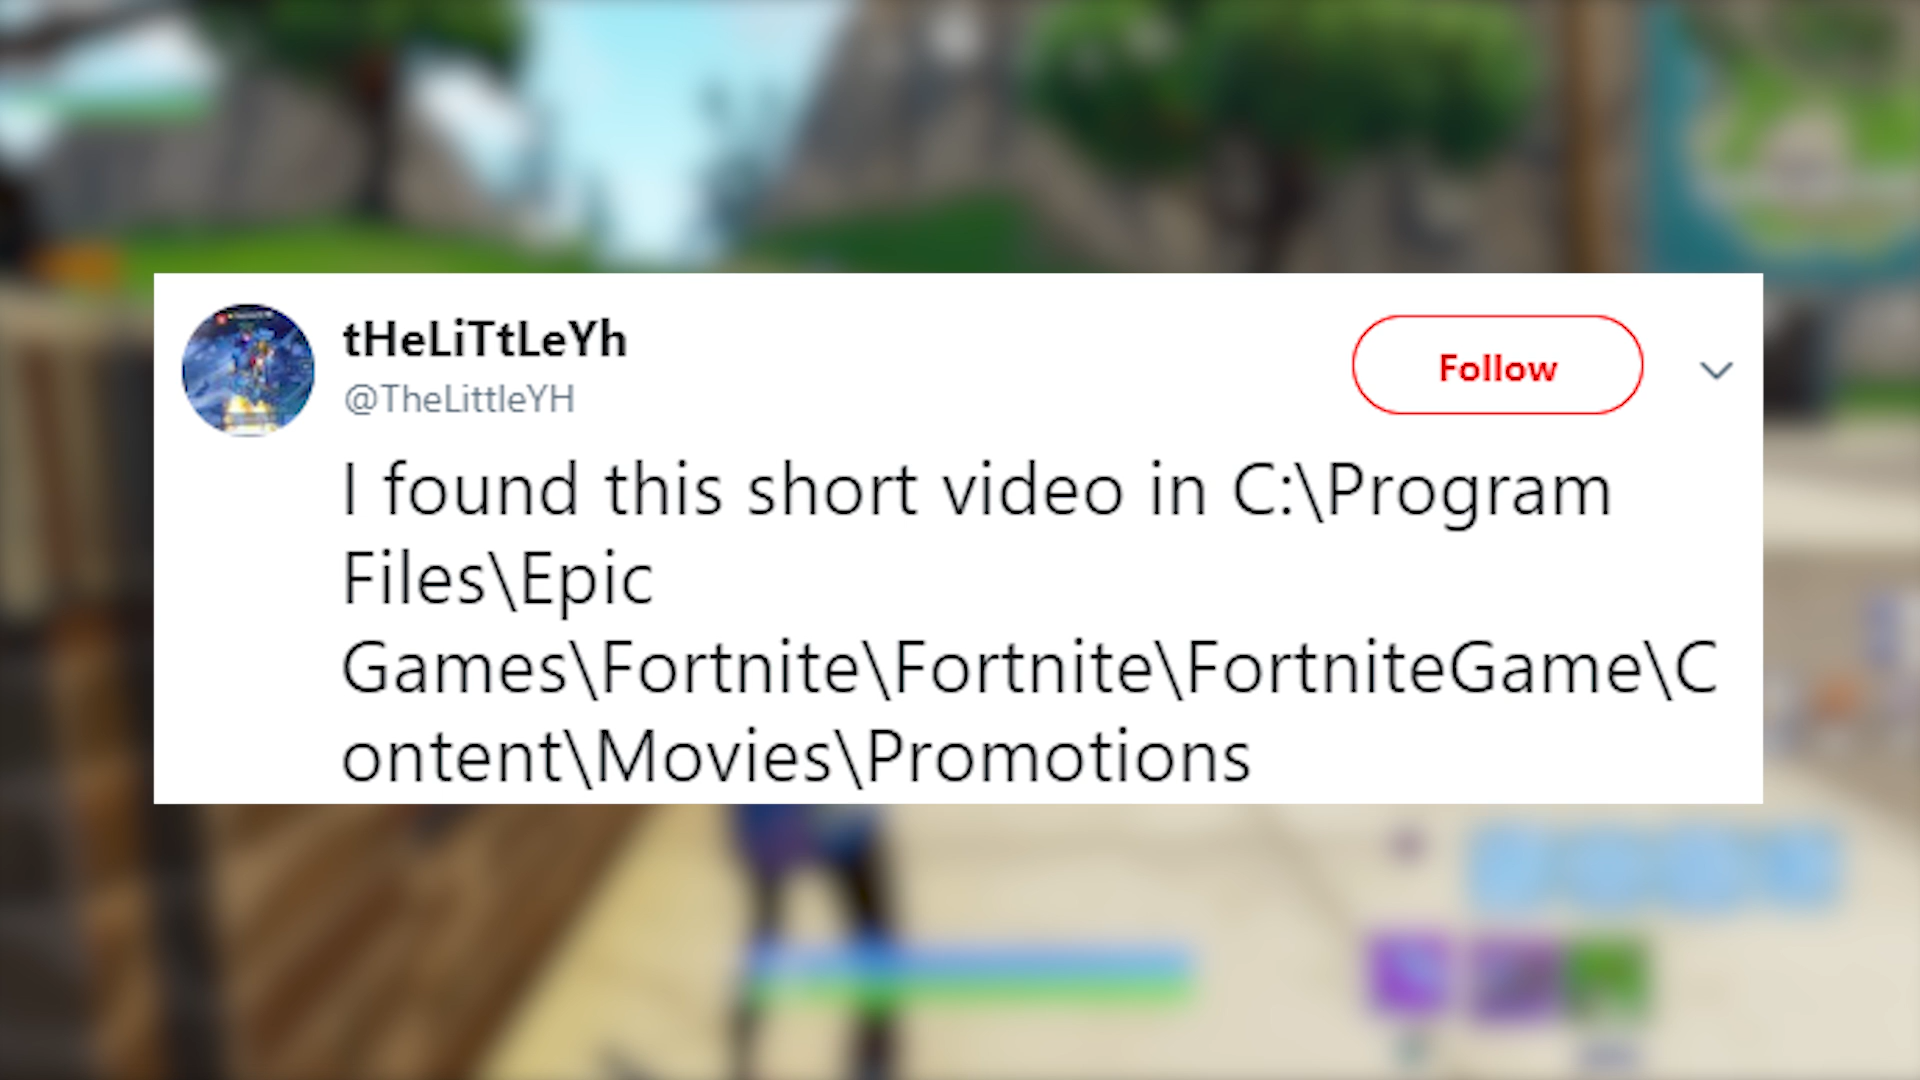 tHeLiTtLeYh
@TheLittleYH
Follow
I found this short video in C:\Program
Files\Epic
Games\Fortnite\Fortnite\FortniteGame\C
ontent\Movies\Promotions